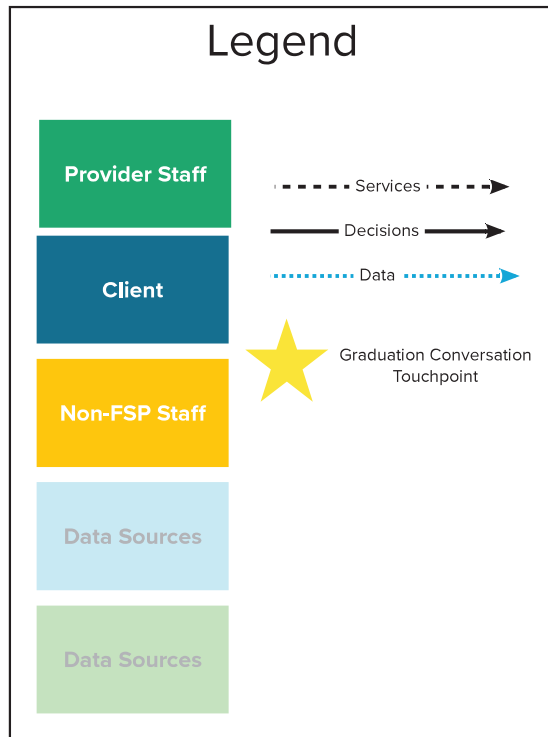 Legend
Provider Staff
Client
Non-FSP Staff
Data Sources
Data Sources
Services
Decisions
Data
Graduation Conversation
Touchpoint